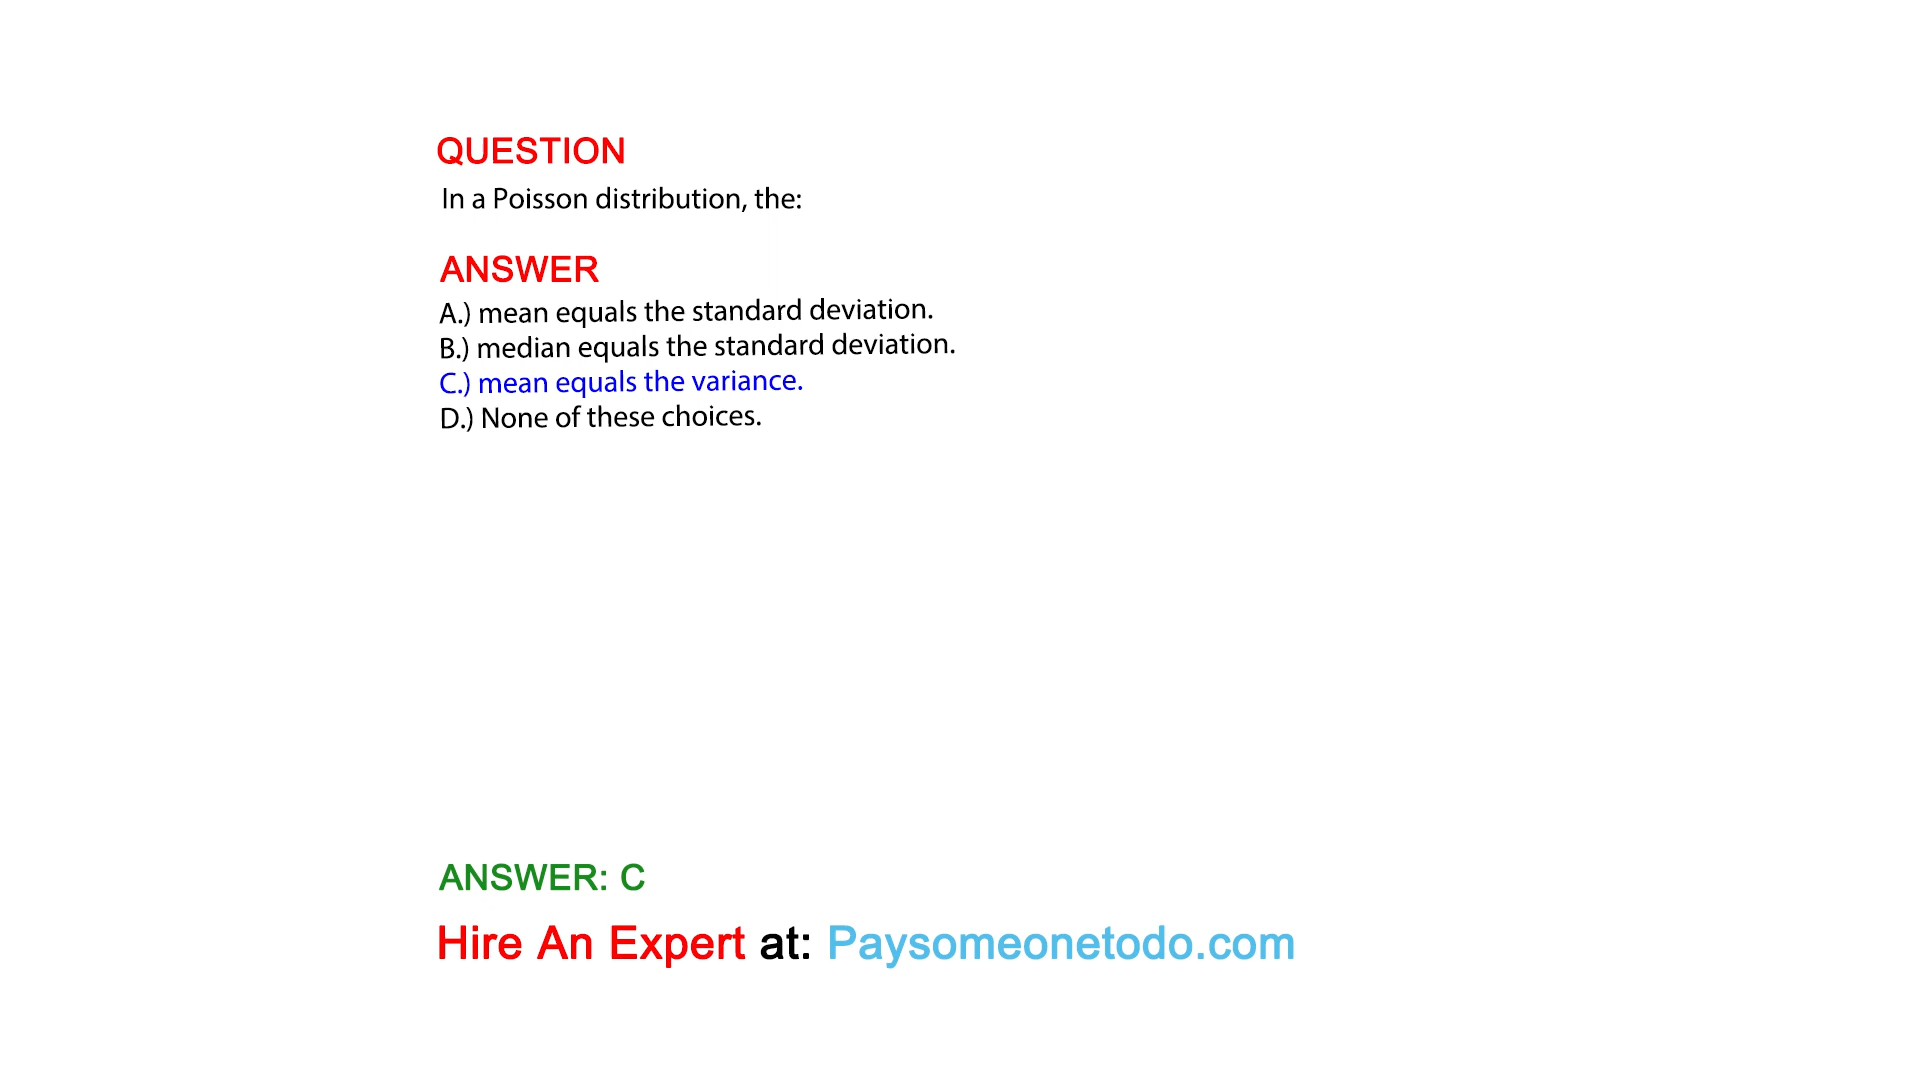 QUESTION
In a Poisson distribution, the:
ANSWER
A.) mean equals the standard deviation.
B.) median equals the standard deviation.
C.) mean equals the variance.
D.) None of these choices.
ANSWER: C
Hire An Expert at: Paysomeonetodo.com